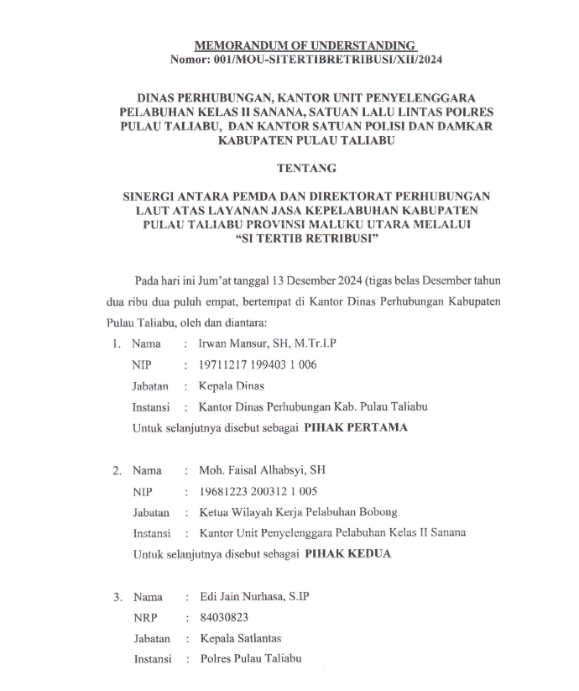 MEMORANDUM OF UNDERSTANDING
Nomor: 001/MOU-SITERTIBRETRIBUSI/XII/2024
DINAS PERHUBUNGAN, KANTOR UNIT PENYELENGGARA
PELABUHAN KELAS II SANANA, SATUAN LALU LINTAS POLRES
PULAU TALIABU, DAN KANTOR SATUAN POLISI DAN DAMKAR
KABUPATEN PULAU TALIABU
TENTANG
SINERGI ANTARA PEMDA DAN DIREKTORAT PERHUBUNGAN
LAUT ATAS LAYANAN JASA KEPELABUHAN KABUPATEN
PULAU TALIABU PROVINSI MALUKU UTARA MELALUI
“SI TERTIB RETRIBUSI”
Pada hari ini Jum'at tanggal 13 Desember 2024 (tigas belas Desember tahun
dua ribu dua puluh empat, bertempat di Kantor Dinas Perhubungan Kabupaten
Pulau Taliabu, oleh dan diantara:
1. Nama : Irwan Mansur, SH, M.Tr.I.P
NIP : 19711217 199403 1 006
Jabatan : Kepala Dinas
Instansi : Kantor Dinas Perhubungan Kab. Pulau Taliabu
Untuk selanjutnya disebut sebagai PIHAK PERTAMA
2. Nama : Moh. Faisal Alhabsyi, SH
NIP : 19681223 200312 1 005
Jabatan : Ketua Wilayah Kerja Pelabuhan Bobong
Instansi : Kantor Unit Penyelenggara Pelabuhan Kelas II Sanana
Untuk selanjutnya disebut sebagai PIHAK KEDUA
3. Nama : Edi Jain Nurhasa, S.IP
NRP : 84030823
Jabatan : Kepala Satlantas
Instansi : Polres Pulau Taliabu